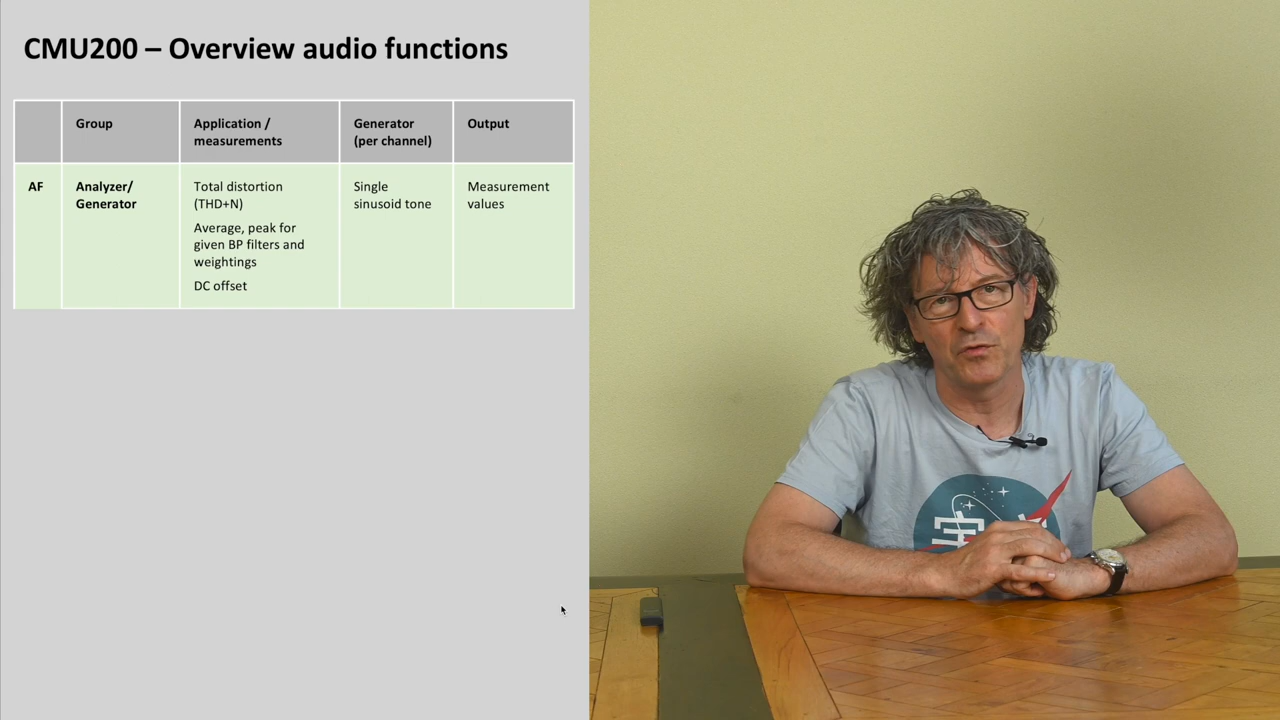 CMU200 – Overview audio functions
Group
Application /
measurements
Generator
(per channel)
Output
AF
Analyzer/
Generator
Total distortion
(THD+N)
Average, peak for
given BP filters and
weightings
DC offset
Single
sinusoid tone
Measurement
values